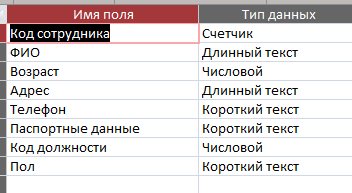 Имя поля Тип данных
Код сотрудника Счетчик
ФИО Длинный текст
Возраст Числовой
Адрес Длинный текст
Телефон Короткий текст
Паспортные данные Короткий текст
Код должности Числовой
Пол Короткий текст